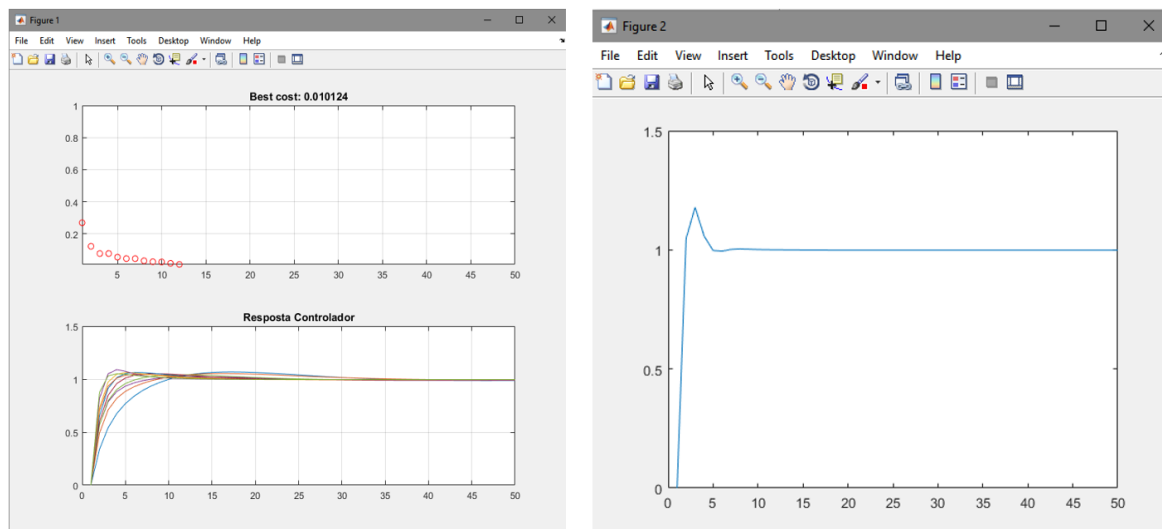 Figure 1
File Edit View Insert Tools Desktop Window Help
Best cost: 0.010124
1
0.8
0.6
0.4
0.2
5 10 15 20 25 30 35 40 45 50
Resposta Controlador
1.5
1
0.5
0
0 5 10 15 20 25 30 35 40 45 50
Figure 2
File Edit View Insert Tools Desktop Window Help
1.5
1
0.5
0
0 5 10 15 20 25 30 35 40 45 50